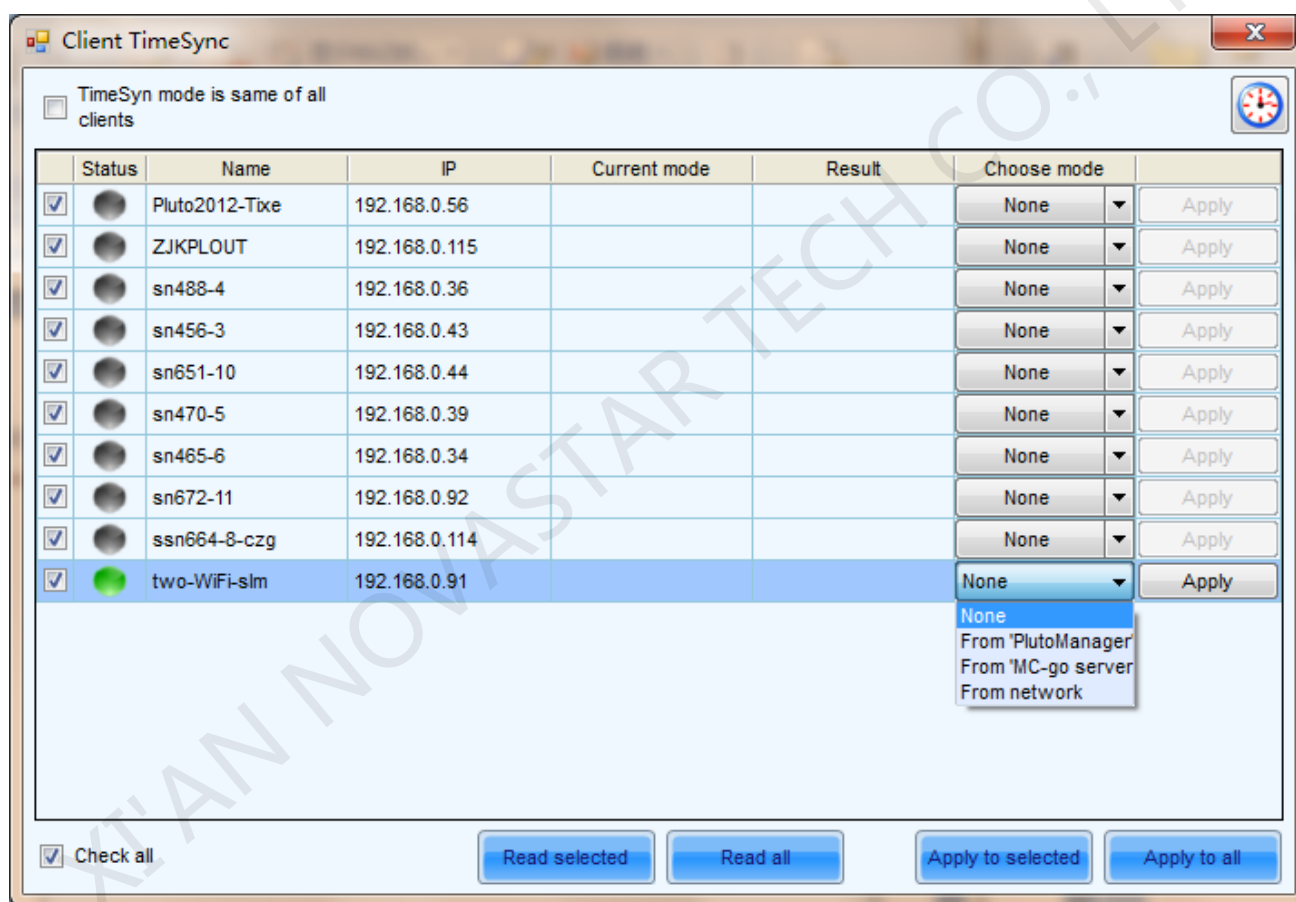 Client TimeSync
TimeSyn mode is same of all
clients
Status Name IP Current mode Result Choose mode
Pluto2012-Tixe 192.168.0.56 None Apply
ZJKPLOUT 192.168.0.115 None Apply
sn488-4 192.168.0.36 None Apply
sn456-3 192.168.0.43 None Apply
sn651-10 192.168.0.44 None Apply
sn470-5 192.168.0.39 None Apply
sn465-6 192.168.0.34 None Apply
sn672-11 192.168.0.92 None Apply
ssn664-8-czg 192.168.0.114 None Apply
two-WiFi-slm 192.168.0.91 None Apply
None
From 'PlutoManager'
From 'MC-go server
From network
Check all Read selected Read all Apply to selected Apply to all
XI'AN NOVASTAR TECH CO., L